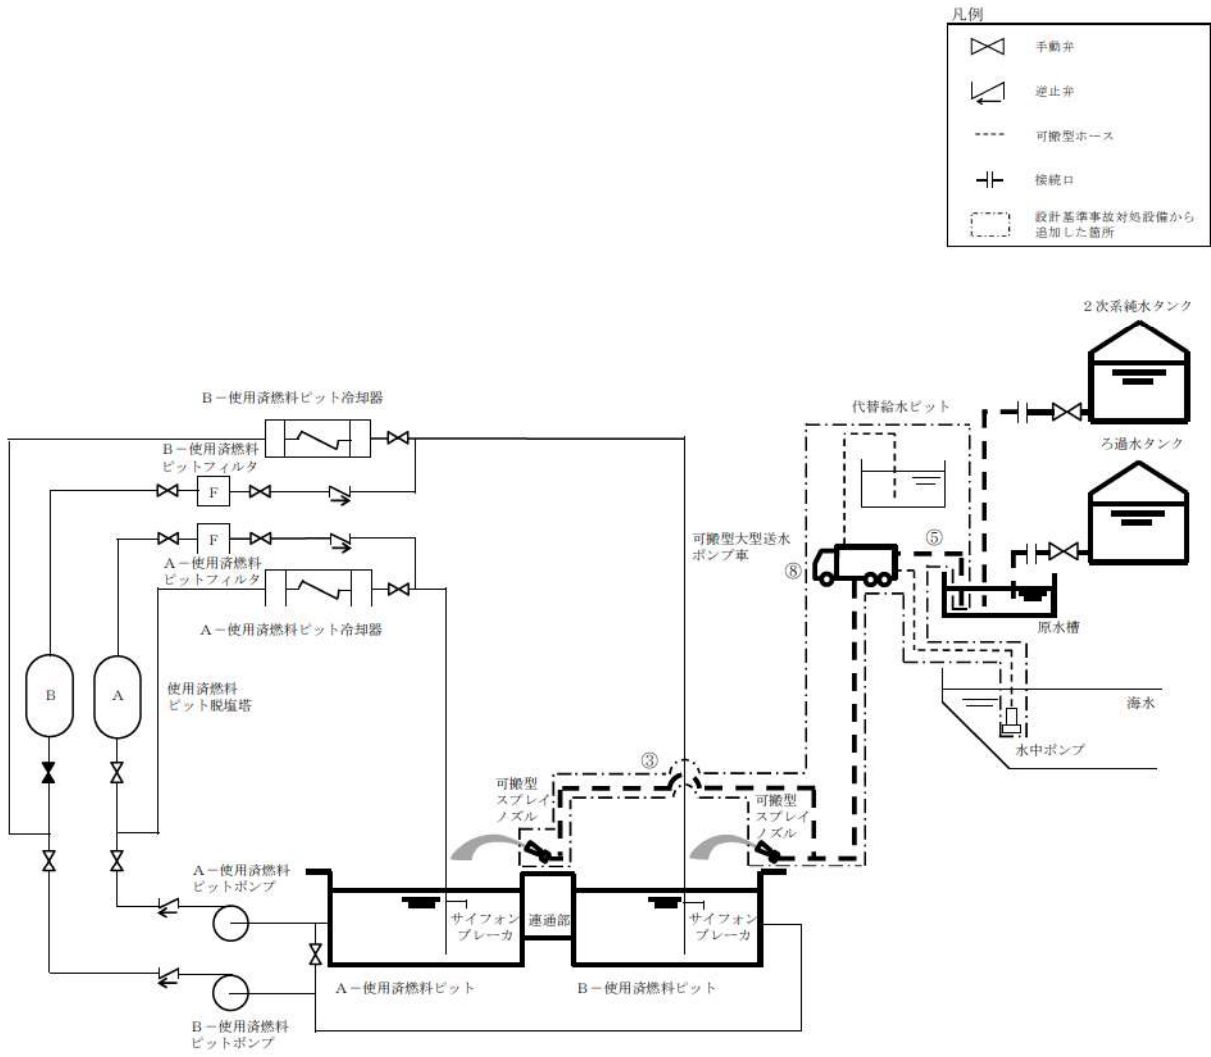 凡例
手動弁
逆止弁
可搬型ホース
接続口
設計基準事故対処設備から
追加した箇所
2次系純水タンク
B－使用済燃料ピット冷却器
代替給水ピット
ろ過水タンク
B－使用済燃料
ピットフィルタ
F
F
A－使用済燃料
ピットフィルタ
可搬型大型送水
ポンプ車
⑤
⑧
A－使用済燃料ピット冷却器
原水槽
B
A
使用済燃料
ピット脱塩塔
海水
水中ポンプ
③
可搬型
スプレイ
ノズル
可搬型
スプレイ
ノズル
A－使用済燃料
ピットポンプ
サイフォン
ブレーカ
連通部
サイフォン
ブレーカ
A－使用済燃料ピット
B－使用済燃料ピット
B－使用済燃料
ピットポンプ